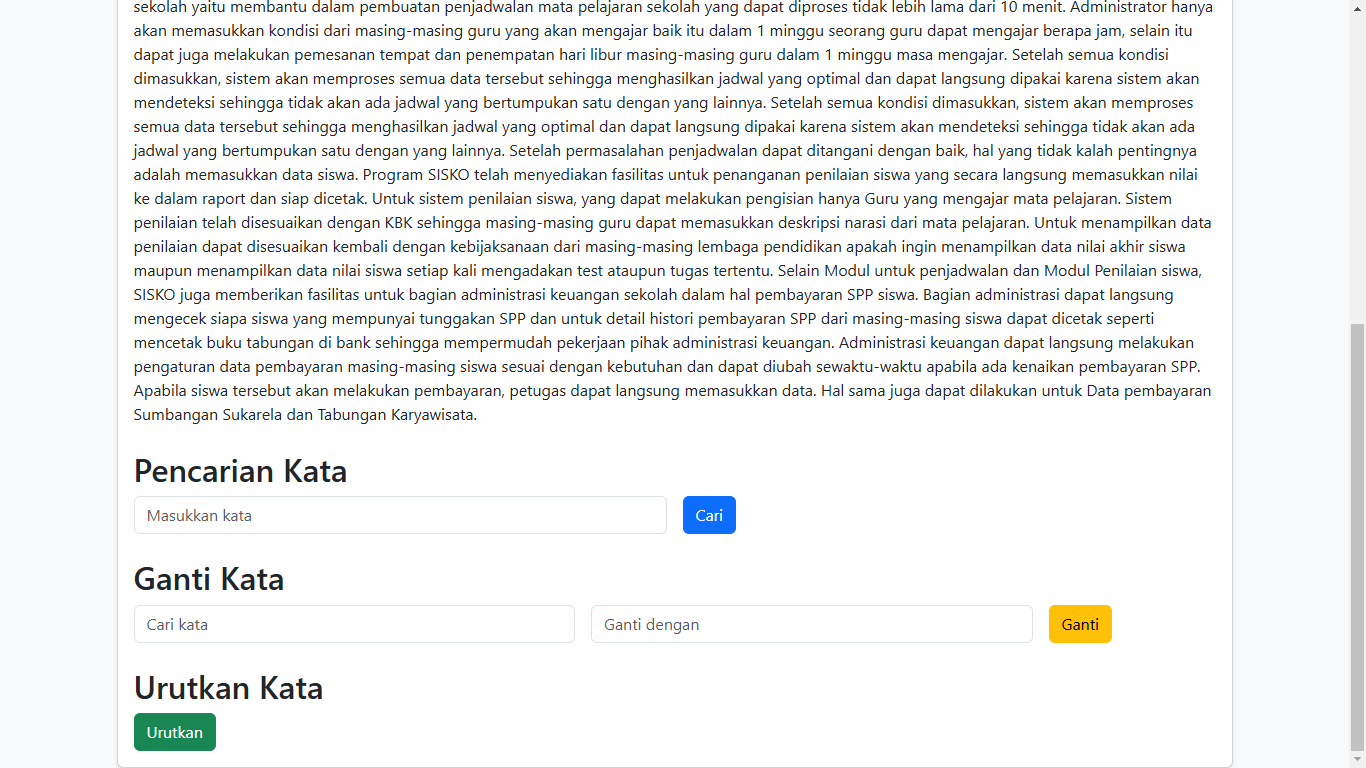 sekolah yaitu membantu dalam pembuatan penjadwalan mata pelajaran sekolah yang dapat diproses tidak lebih lama dari 10 menit. Administrator hanya
akan memasukkan kondisi dari masing-masing guru yang akan mengajar baik itu dalam 1 minggu seorang guru dapat mengajar berapa jam, selain itu
dapat juga melakukan pemesanan tempat dan penempatan hari libur masing-masing guru dalam 1 minggu masa mengajar. Setelah semua kondisi
dimasukkan, sistem akan memproses semua data tersebut sehingga menghasilkan jadwal yang optimal dan dapat langsung dipakai karena sistem akan
mendeteksi sehingga tidak akan ada jadwal yang bertumpukan satu dengan yang lainnya. Setelah semua kondisi dimasukkan, sistem akan memproses
semua data tersebut sehingga menghasilkan jadwal yang optimal dan dapat langsung dipakai karena sistem akan mendeteksi sehingga tidak akan ada
jadwal yang bertumpukan satu dengan yang lainnya. Setelah permasalahan penjadwalan dapat ditangani dengan baik, hal yang tidak kalah pentingnya
adalah memasukkan data siswa. Program SISKO telah menyediakan fasilitas untuk penanganan penilaian siswa yang secara langsung memasukkan nilai
ke dalam raport dan siap dicetak. Untuk sistem penilaian siswa, yang dapat melakukan pengisian hanya Guru yang mengajar mata pelajaran. Sistem
penilaian telah disesuaikan dengan KBK sehingga masing-masing guru dapat memasukkan deskripsi narasi dari mata pelajaran. Untuk menampilkan data
penilaian dapat disesuaikan kembali dengan kebijaksanaan dari masing-masing lembaga pendidikan apakah ingin menampilkan data nilai akhir siswa
maupun menampilkan data nilai siswa setiap kali mengadakan test ataupun tugas tertentu. Selain Modul untuk penjadwalan dan Modul Penilaian siswa,
SISKO juga memberikan fasilitas untuk bagian administrasi keuangan sekolah dalam hal pembayaran SPP siswa. Bagian administrasi dapat langsung
mengecek siapa siswa yang mempunyai tunggakan SPP dan untuk detail histori pembayaran SPP dari masing-masing siswa dapat dicetak seperti
mencetak buku tabungan di bank sehingga mempermudah pekerjaan pihak administrasi keuangan. Administrasi keuangan dapat langsung melakukan
pengaturan data pembayaran masing-masing siswa sesuai dengan kebutuhan dan dapat diubah sewaktu-waktu apabila ada kenaikan pembayaran SPP.
Apabila siswa tersebut akan melakukan pembayaran, petugas dapat langsung memasukkan data. Hal sama juga dapat dilakukan untuk Data pembayaran
Sumbangan Sukarela dan Tabungan Karyawisata.
Pencarian Kata
Masukkan kata Cari
Ganti Kata
Cari kata Ganti dengan Ganti
Urutkan Kata
Urutkan